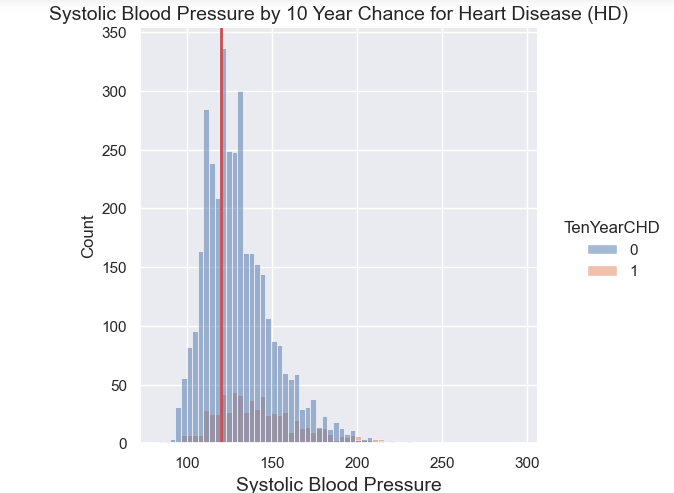 Systolic Blood Pressure by 10 Year Chance for Heart Disease (HD)
350
300
250
200
150
100
50
0
Count
100 150 200 250 300
Systolic Blood Pressure
TenYearCHD
0
1